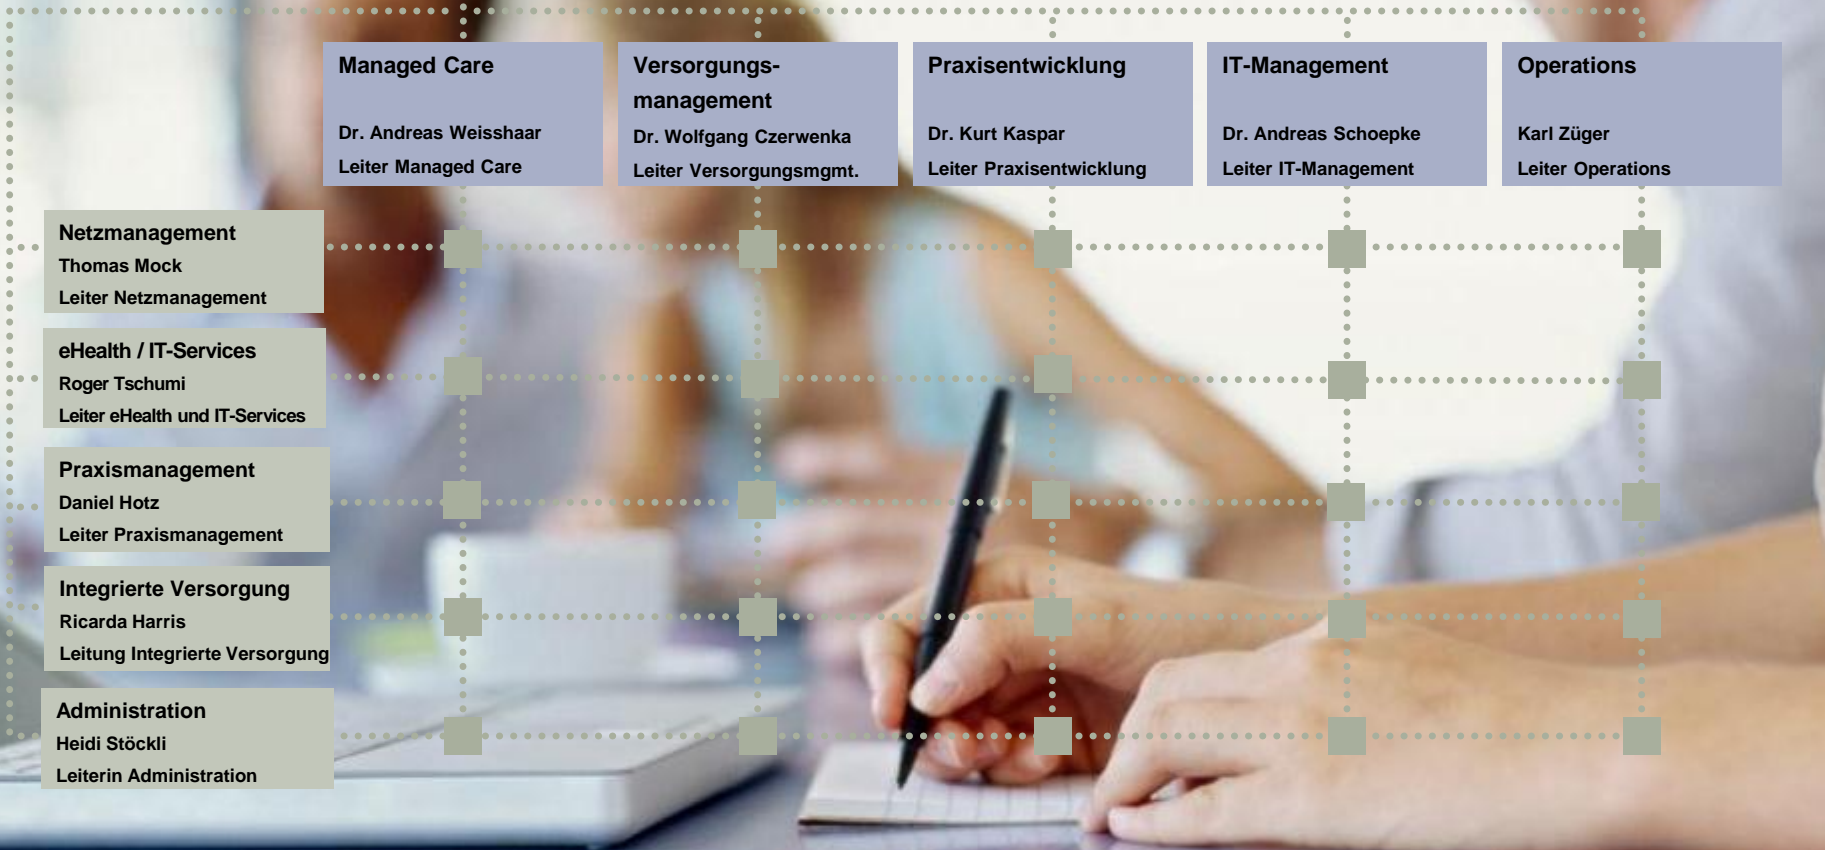 Managed Care
Dr. Andreas Weisshaar
Leiter Managed Care
Versorgungs-
management
Dr. Wolfgang Czerwenka
Leiter Versorgungsmgmt.
Praxisentwicklung
Dr. Kurt Kaspar
Leiter Praxisentwicklung
IT-Management
Dr. Andreas Schoepke
Leiter IT-Management
Operations
Karl Züger
Leiter Operations
Netzmanagement
Thomas Mock
Leiter Netzmanagement
eHealth / IT-Services
Roger Tschumi
Leiter eHealth und IT-Services
Praxismanagement
Daniel Hotz
Leiter Praxismanagement
Integrierte Versorgung
Ricarda Harris
Leitung Integrierte Versorgung
Administration
Heidi Stöckli
Leiterin Administration